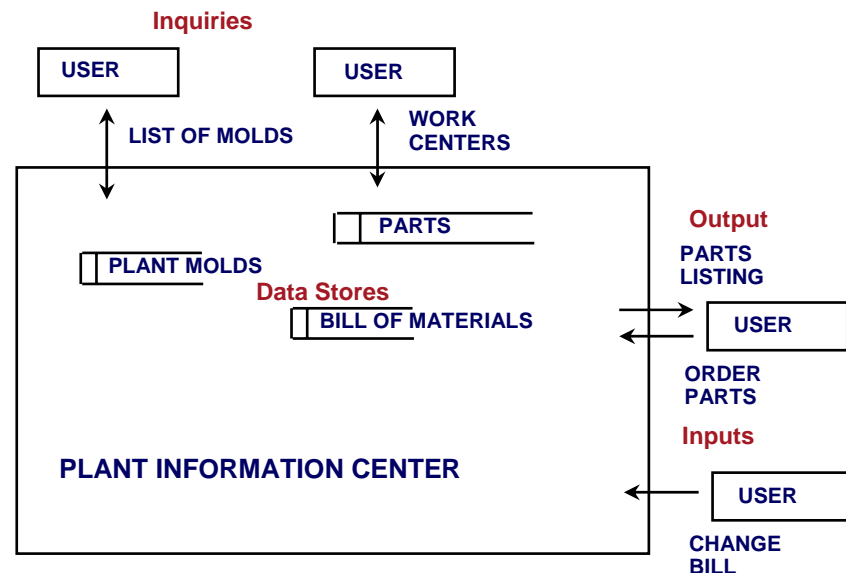 Inquiries
USER
USER
LIST OF MOLDS
WORK
CENTERS
PARTS
PLANT MOLDS
Data Stores
BILL OF MATERIALS
Output
PARTS
LISTING
USER
ORDER
PARTS
Inputs
PLANT INFORMATION CENTER
USER
CHANGE
BILL